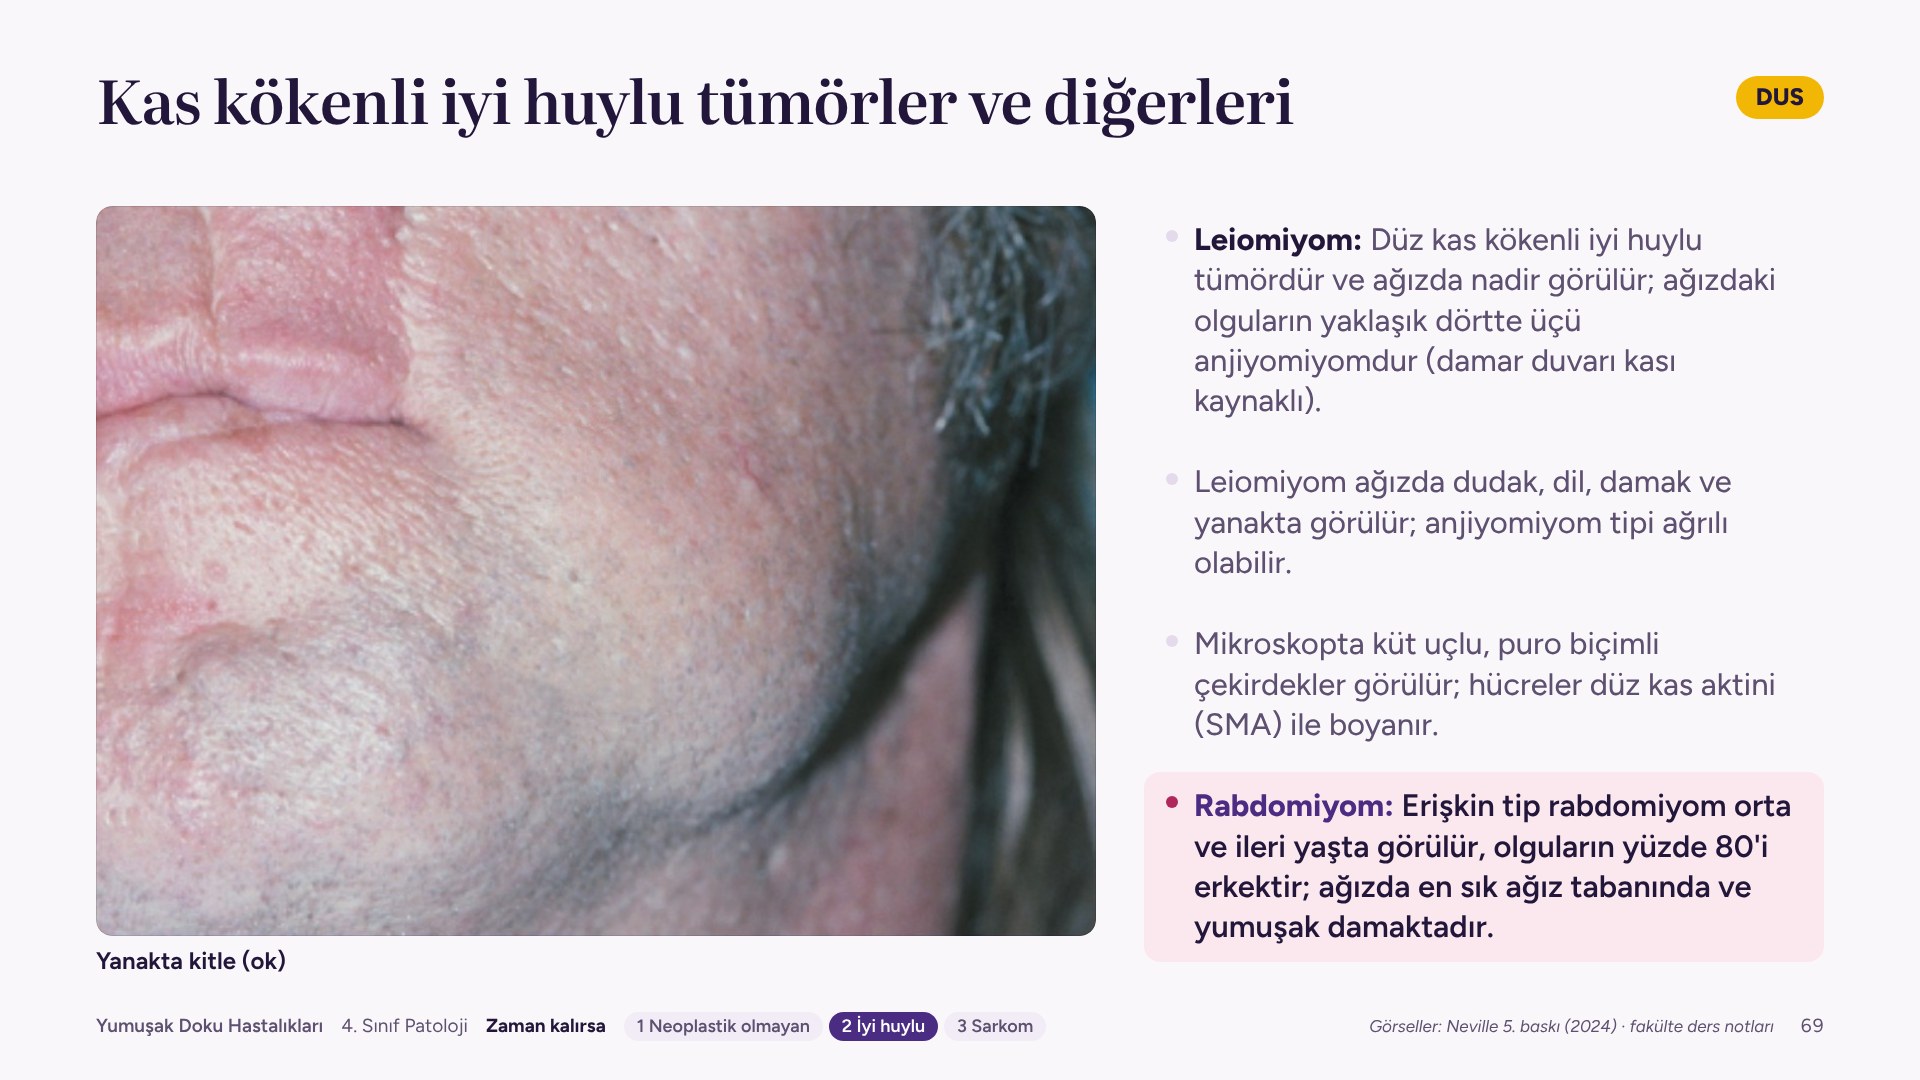 Kas kökenli iyi huylu tümörler ve diğerleri
DUS
Leiomiyom: Düz kas kökenli iyi huylu
tümördür ve ağızda nadir görülür; ağızdaki
olguların yaklaşık dörtte üçü
anjiyomiyomdur (damar duvarı kası
kaynaklı).
Leiomiyom ağızda dudak, dil, damak ve
yanakta görülür; anjiyomiyom tipi ağrılı
olabilir.
Mikroskopta küt uçlu, puro biçimli
çekirdekler görülür; hücreler düz kas aktini
(SMA) ile boyanır.
Rabdomiyom: Erişkin tip rabdomiyom orta
ve ileri yaşta görülür, olguların yüzde 80'i
erkektir; ağızda en sık ağız tabanında ve
yumuşak damaktadır.
Yanakta kitle (ok)
Yumuşak Doku Hastalıkları 4. Sınıf Patoloji Zaman kalırsa 1 Neoplastik olmayan 2 İyi huylu 3 Sarkom
Görseller: Neville 5. baskı (2024) · fakülte ders notları 69